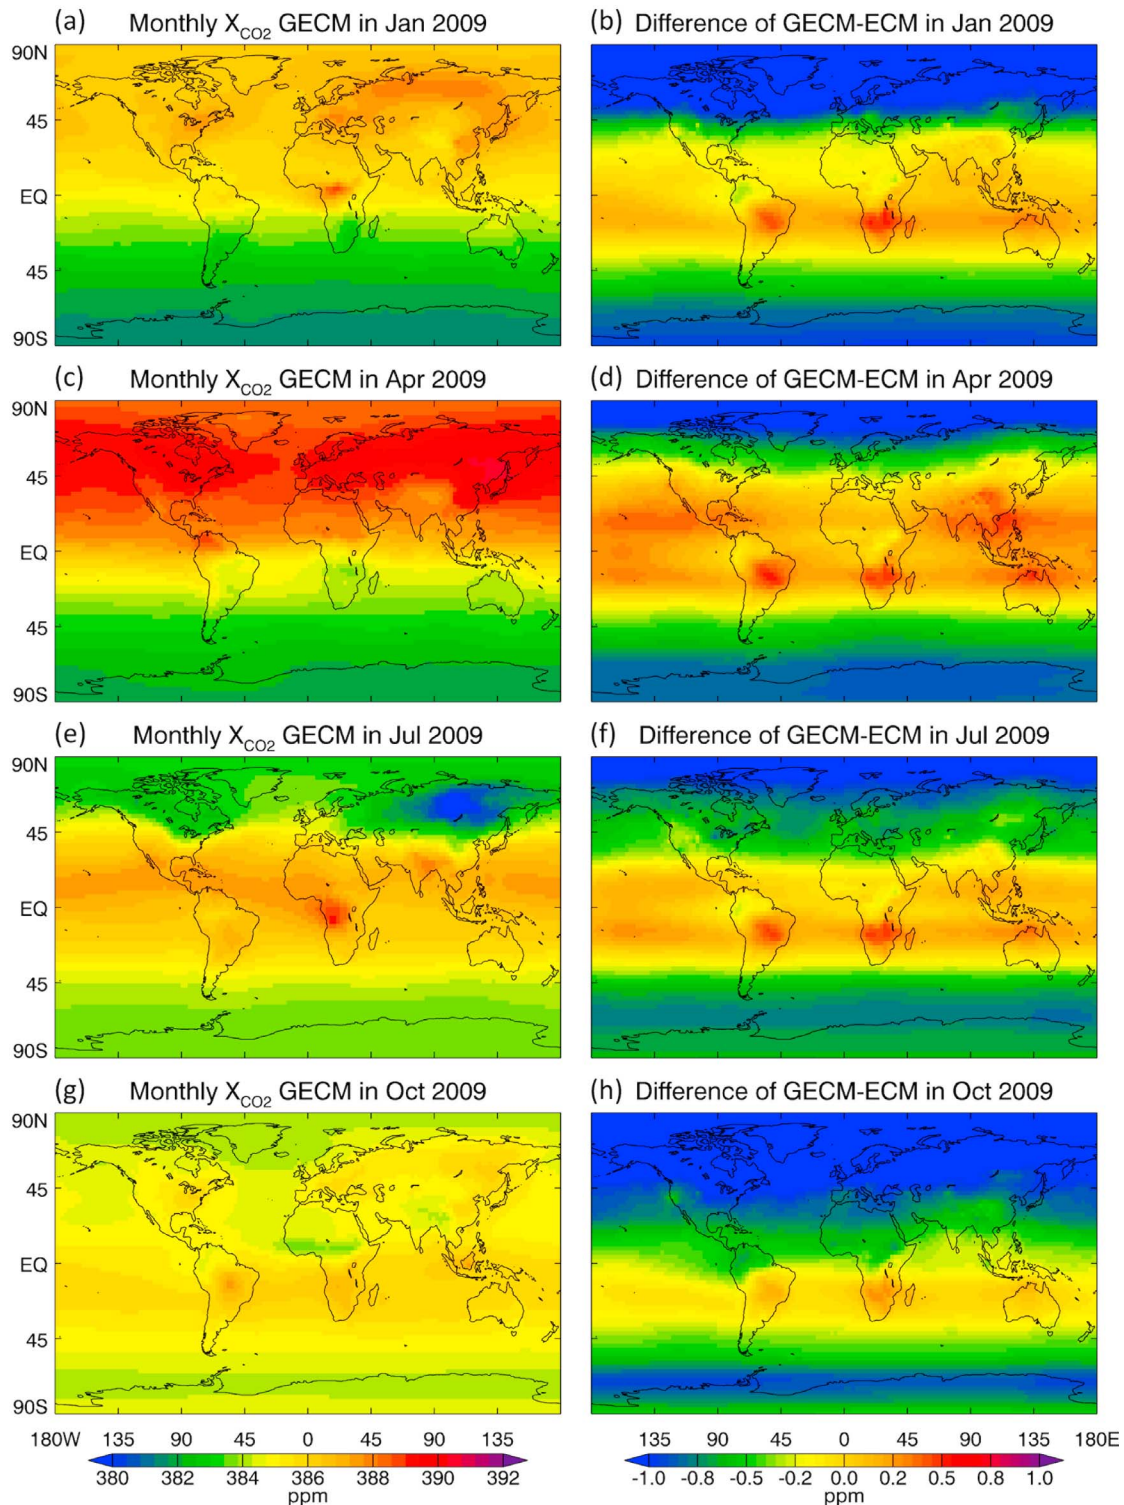 (a) Monthly X_CO2 GECM in Jan 2009
(b) Difference of GECM-ECM in Jan 2009
90N
45
EQ
45
90S
(c) Monthly X_CO2 GECM in Apr 2009
(d) Difference of GECM-ECM in Apr 2009
90N
45
EQ
45
90S
(e) Monthly X_CO2 GECM in Jul 2009
(f) Difference of GECM-ECM in Jul 2009
90N
45
EQ
45
90S
(g) Monthly X_CO2 GECM in Oct 2009
(h) Difference of GECM-ECM in Oct 2009
90N
45
EQ
45
90S
180W 135 90 45 0 45 90 135
135 90 45 0 45 90 135 180E
380 382 384 386 388 390 392
ppm
-1.0 -0.8 -0.5 -0.2 0.0 0.2 0.5 0.8 1.0
ppm